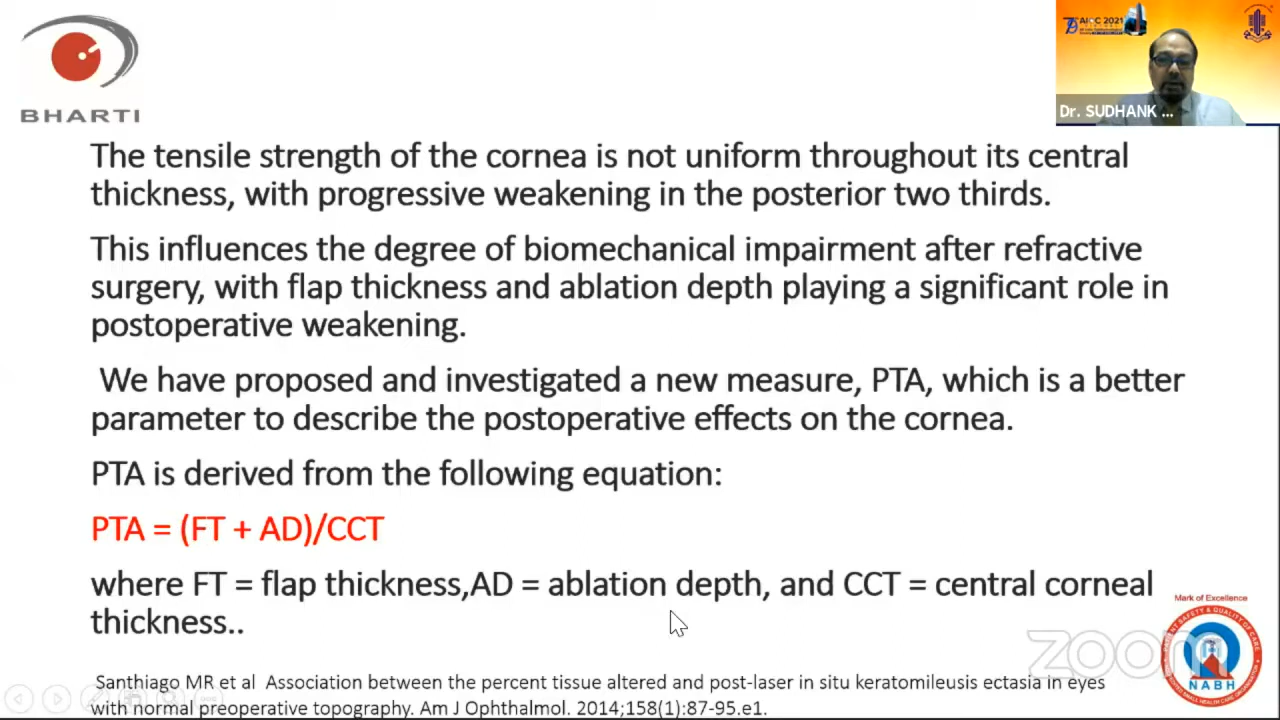 BHARTI
AIOC 2021
Dr. SUDHANK ...
The tensile strength of the cornea is not uniform throughout its central
thickness, with progressive weakening in the posterior two thirds.
This influences the degree of biomechanical impairment after refractive
surgery, with flap thickness and ablation depth playing a significant role in
postoperative weakening.
We have proposed and investigated a new measure, PTA, which is a better
parameter to describe the postoperative effects on the cornea.
PTA is derived from the following equation:
PTA = (FT + AD)/CCT
where FT = flap thickness,AD = ablation depth, and CCT = central corneal
thickness..
Mark of Excellence
zoom
NABH
Santhiago MR et al Association between the percent tissue altered and post-laser in situ keratomileusis ectasia in eyes
with normal preoperative topography. Am J Ophthalmol. 2014;158(1):87-95.e1.